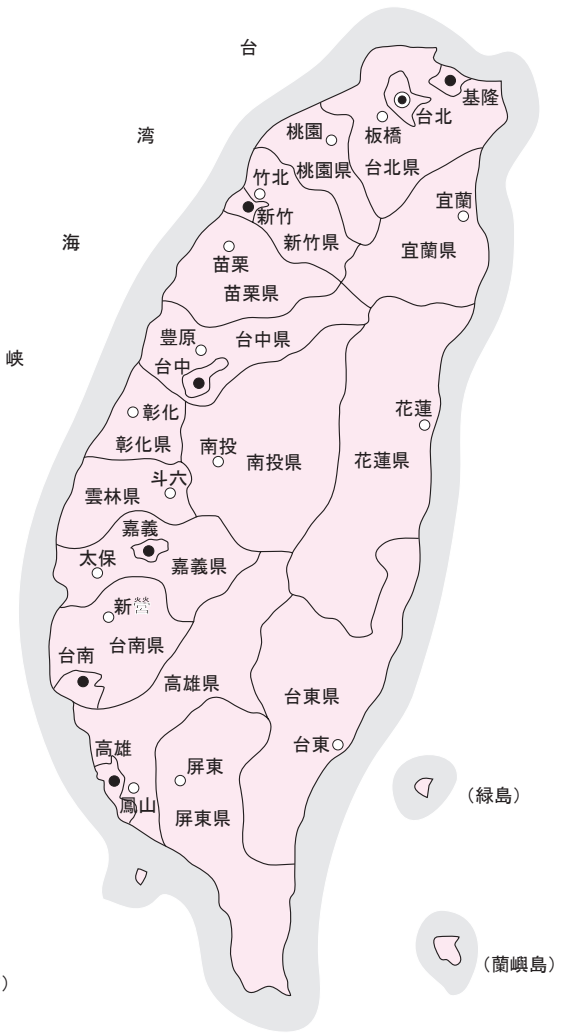 台
湾
海
峡
基隆
台北
板橋
台北県
桃園
桃園県
竹北
新竹
新竹県
宜蘭
宜蘭県
苗栗
苗栗県
豊原
台中県
台中
彰化
彰化県
南投
南投県
花蓮
花蓮県
斗六
雲林県
嘉義
太保
嘉義県
新營
台南県
台南
高雄県
台東県
台東
高雄
鳳山
屏東
屏東県
（緑島）
（蘭嶼島）
）